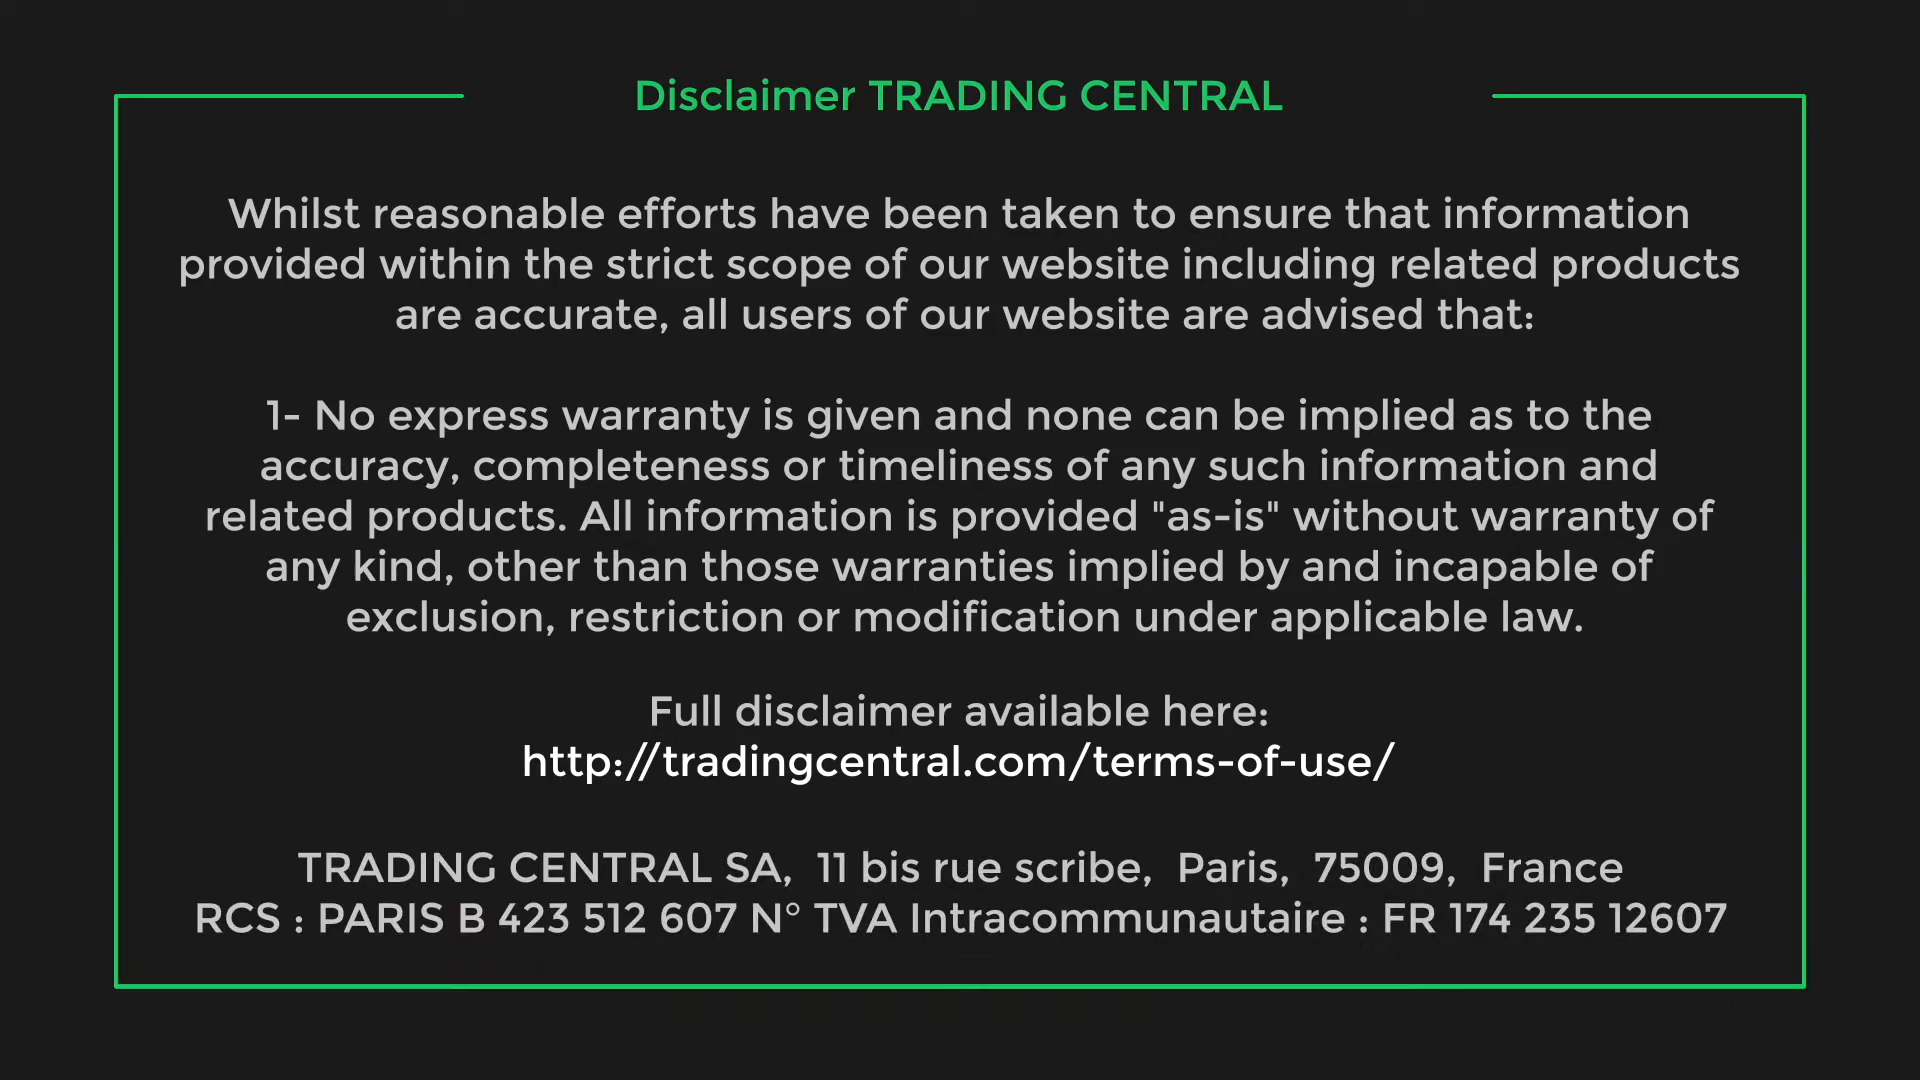 Disclaimer TRADING CENTRAL
Whilst reasonable efforts have been taken to ensure that information
provided within the strict scope of our website including related products
are accurate, all users of our website are advised that:
1- No express warranty is given and none can be implied as to the
accuracy, completeness or timeliness of any such information and
related products. All information is provided "as-is" without warranty of
any kind, other than those warranties implied by and incapable of
exclusion, restriction or modification under applicable law.
Full disclaimer available here:
http://tradingcentral.com/terms-of-use/
TRADING CENTRAL SA, 11 bis rue scribe, Paris, 75009, France
RCS : PARIS B 423 512 607 N° TVA Intracommunautaire : FR 174 235 12607